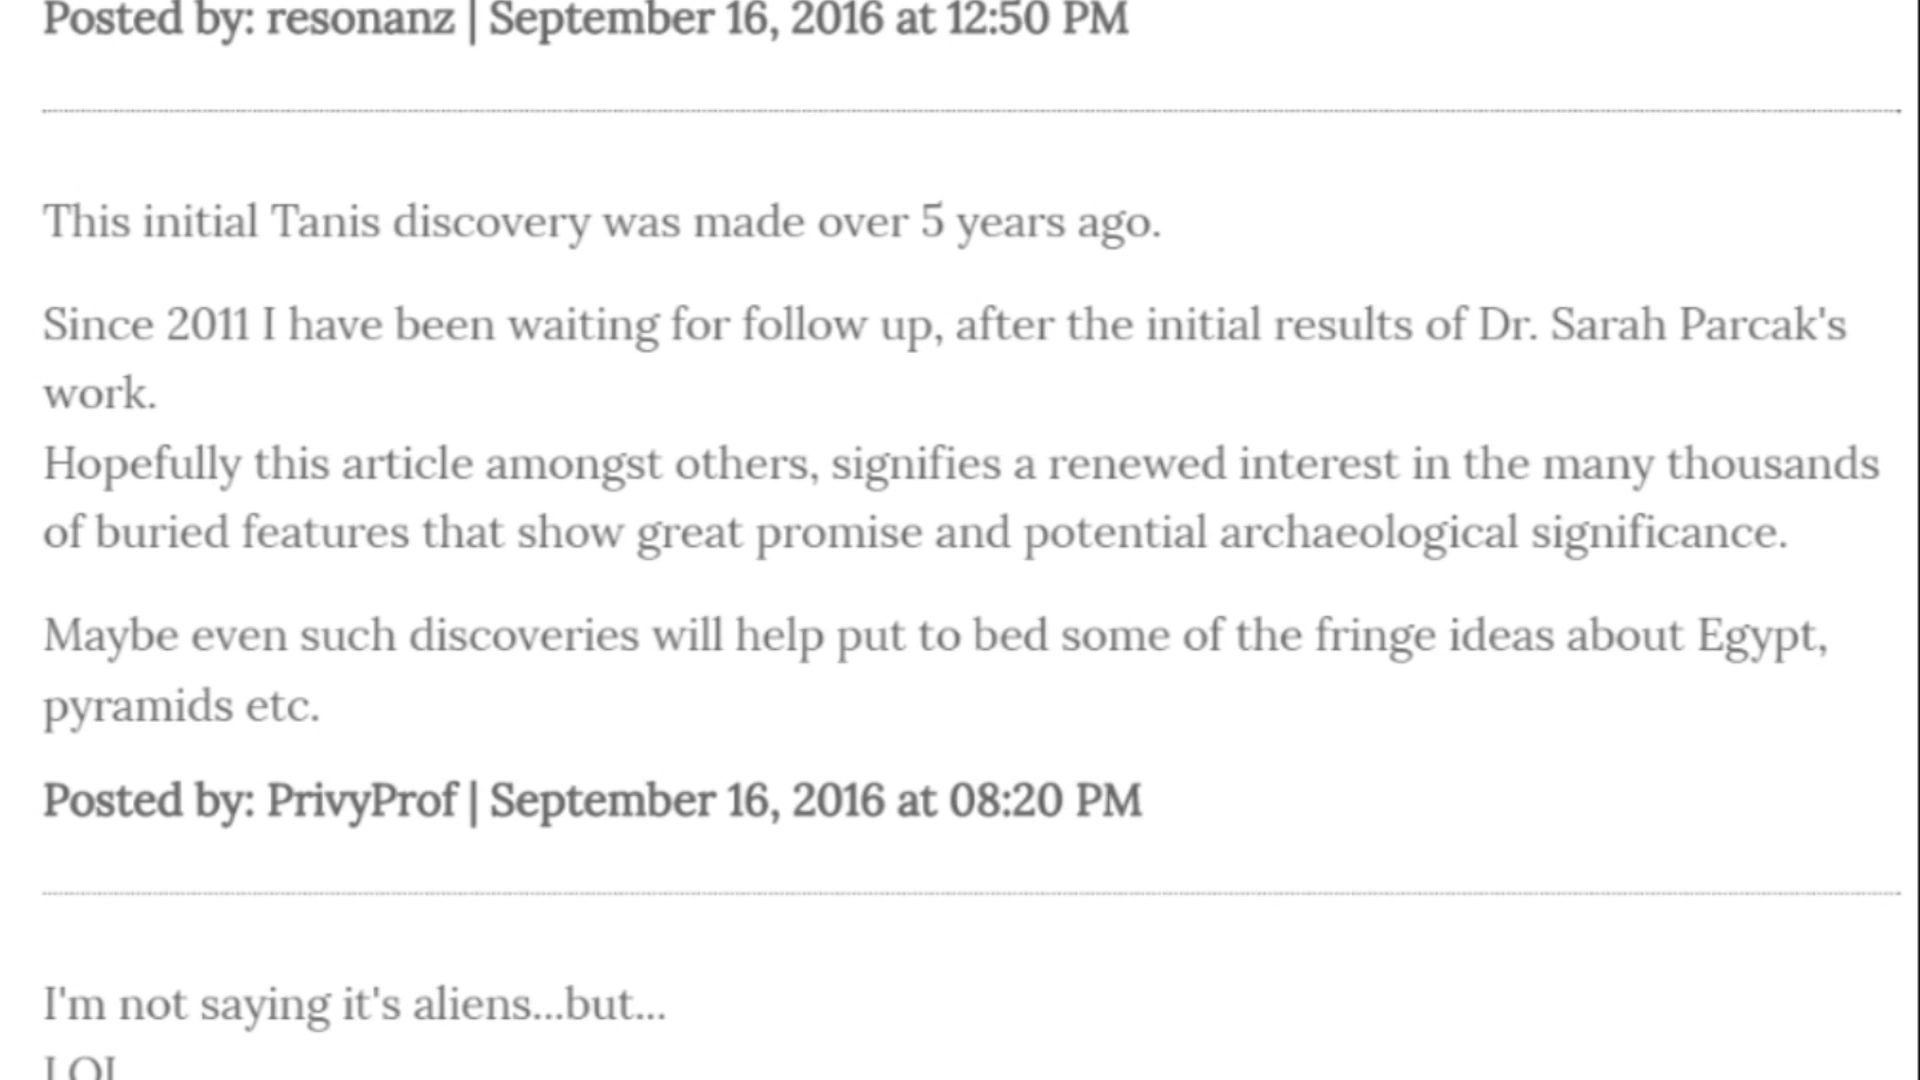 Posted by: resonanz | September 16, 2016 at 12:50 PM
This initial Tanis discovery was made over 5 years ago.
Since 2011 I have been waiting for follow up, after the initial results of Dr. Sarah Parcak's
work.
Hopefully this article amongst others, signifies a renewed interest in the many thousands
of buried features that show great promise and potential archaeological significance.
Maybe even such discoveries will help put to bed some of the fringe ideas about Egypt,
pyramids etc.
Posted by: PrivyProf | September 16, 2016 at 08:20 PM
I'm not saying it's aliens...but...
LOL